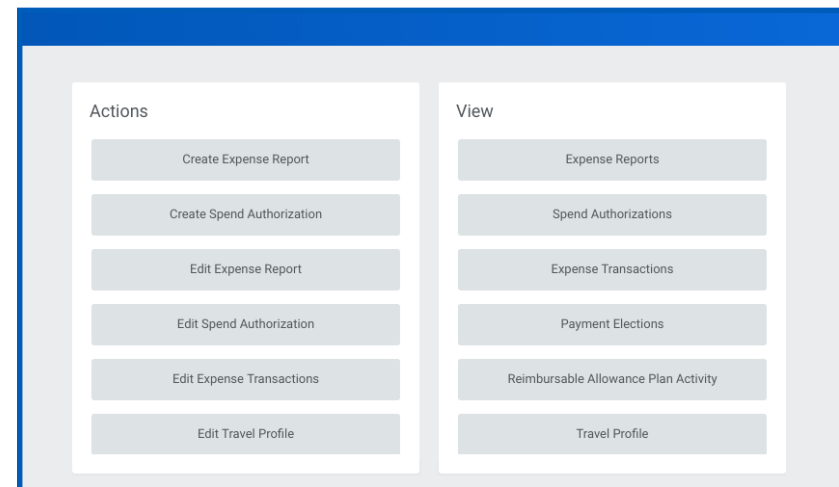 Actions
Create Expense Report
Create Spend Authorization
Edit Expense Report
Edit Spend Authorization
Edit Expense Transactions
Edit Travel Profile
View
Expense Reports
Spend Authorizations
Expense Transactions
Payment Elections
Reimbursable Allowance Plan Activity
Travel Profile